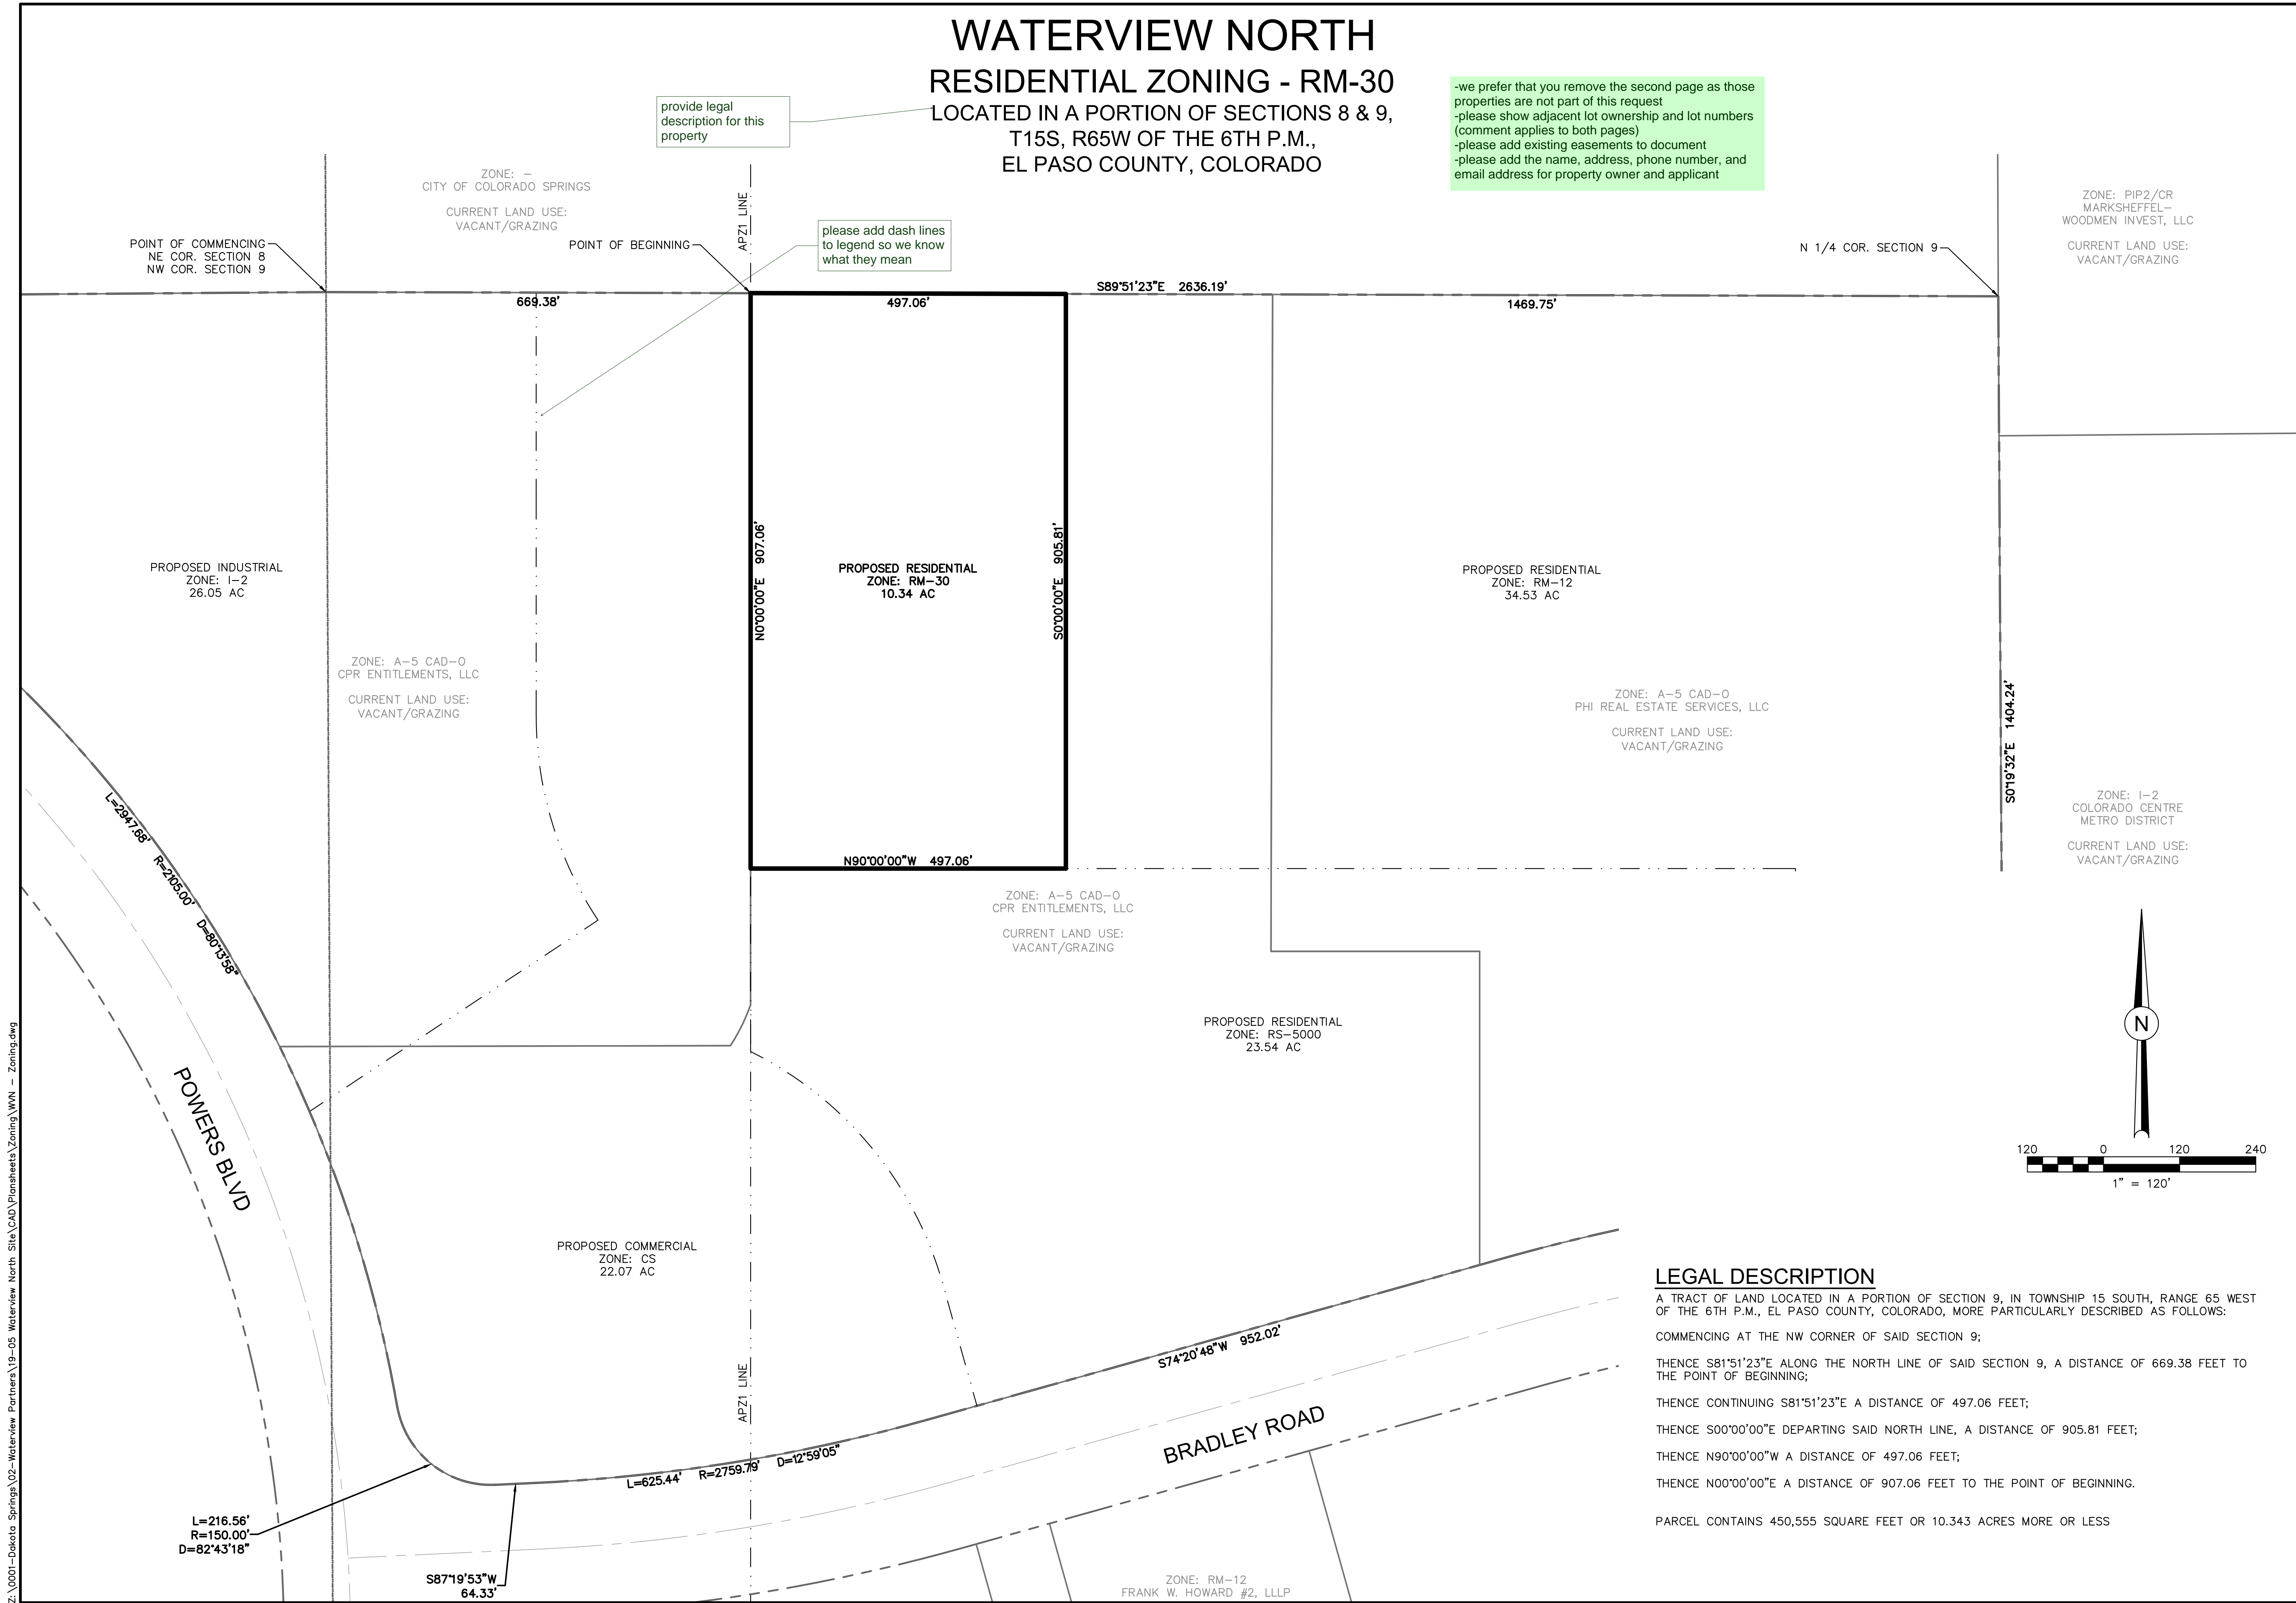 WATERVIEW NORTH
RESIDENTIAL ZONING - RM-30
LOCATED IN A PORTION OF SECTIONS 8 & 9,
T15S, R65W OF THE 6TH P.M.,
EL PASO COUNTY, COLORADO
provide legal
description for this
property
-we prefer that you remove the second page as those
properties are not part of this request
-please show adjacent lot ownership and lot numbers
(comment applies to both pages)
-please add existing easements to document
-please add the name, address, phone number, and
email address for property owner and applicant
ZONE: –
CITY OF COLORADO SPRINGS
CURRENT LAND USE:
VACANT/GRAZING
APZ1 LINE
please add dash lines
to legend so we know
what they mean
ZONE: PIP2/CR
MARKSHEFFEL–
WOODMEN INVEST, LLC
CURRENT LAND USE:
VACANT/GRAZING
POINT OF COMMENCING
NE COR. SECTION 8
NW COR. SECTION 9
POINT OF BEGINNING
N 1/4 COR. SECTION 9
669.38'
497.06'
S89°51'23"E 2636.19'
1469.75'
N0°00'00"E 907.06'
S0°00'00"E 905.81'
PROPOSED INDUSTRIAL
ZONE: I–2
26.05 AC
PROPOSED RESIDENTIAL
ZONE: RM–30
10.34 AC
PROPOSED RESIDENTIAL
ZONE: RM–12
34.53 AC
ZONE: A–5 CAD–O
CPR ENTITLEMENTS, LLC
CURRENT LAND USE:
VACANT/GRAZING
ZONE: A–5 CAD–O
PHI REAL ESTATE SERVICES, LLC
CURRENT LAND USE:
VACANT/GRAZING
S0°19'32"E 1404.24'
ZONE: I–2
COLORADO CENTRE
METRO DISTRICT
CURRENT LAND USE:
VACANT/GRAZING
L=2947.68' R=2105.00' D=80°13'58"
N90°00'00"W 497.06'
ZONE: A–5 CAD–O
CPR ENTITLEMENTS, LLC
CURRENT LAND USE:
VACANT/GRAZING
PROPOSED RESIDENTIAL
ZONE: RS–5000
23.54 AC
N
120 0 120 240
1" = 120'
POWERS BLVD
PROPOSED COMMERCIAL
ZONE: CS
22.07 AC
APZ1 LINE
S74°20'48"W 952.02'
BRADLEY ROAD
L=625.44' R=2759.79' D=12°59'05"
L=216.56'
R=150.00'
D=82°43'18"
S87°19'53"W
64.33'
ZONE: RM–12
FRANK W. HOWARD #2, LLLP
LEGAL DESCRIPTION
A TRACT OF LAND LOCATED IN A PORTION OF SECTION 9, IN TOWNSHIP 15 SOUTH, RANGE 65 WEST
OF THE 6TH P.M., EL PASO COUNTY, COLORADO, MORE PARTICULARLY DESCRIBED AS FOLLOWS:
COMMENCING AT THE NW CORNER OF SAID SECTION 9;
THENCE S81°51'23"E ALONG THE NORTH LINE OF SAID SECTION 9, A DISTANCE OF 669.38 FEET TO
THE POINT OF BEGINNING;
THENCE CONTINUING S81°51'23"E A DISTANCE OF 497.06 FEET;
THENCE S00°00'00"E DEPARTING SAID NORTH LINE, A DISTANCE OF 905.81 FEET;
THENCE N90°00'00"W A DISTANCE OF 497.06 FEET;
THENCE N00°00'00"E A DISTANCE OF 907.06 FEET TO THE POINT OF BEGINNING.
PARCEL CONTAINS 450,555 SQUARE FEET OR 10.343 ACRES MORE OR LESS
Z:\0001–Dakota Springs\02–Waterview Partners\19–05 Waterview North Site\CAD\Plansheets\Zoning\WVN – Zoning.dwg